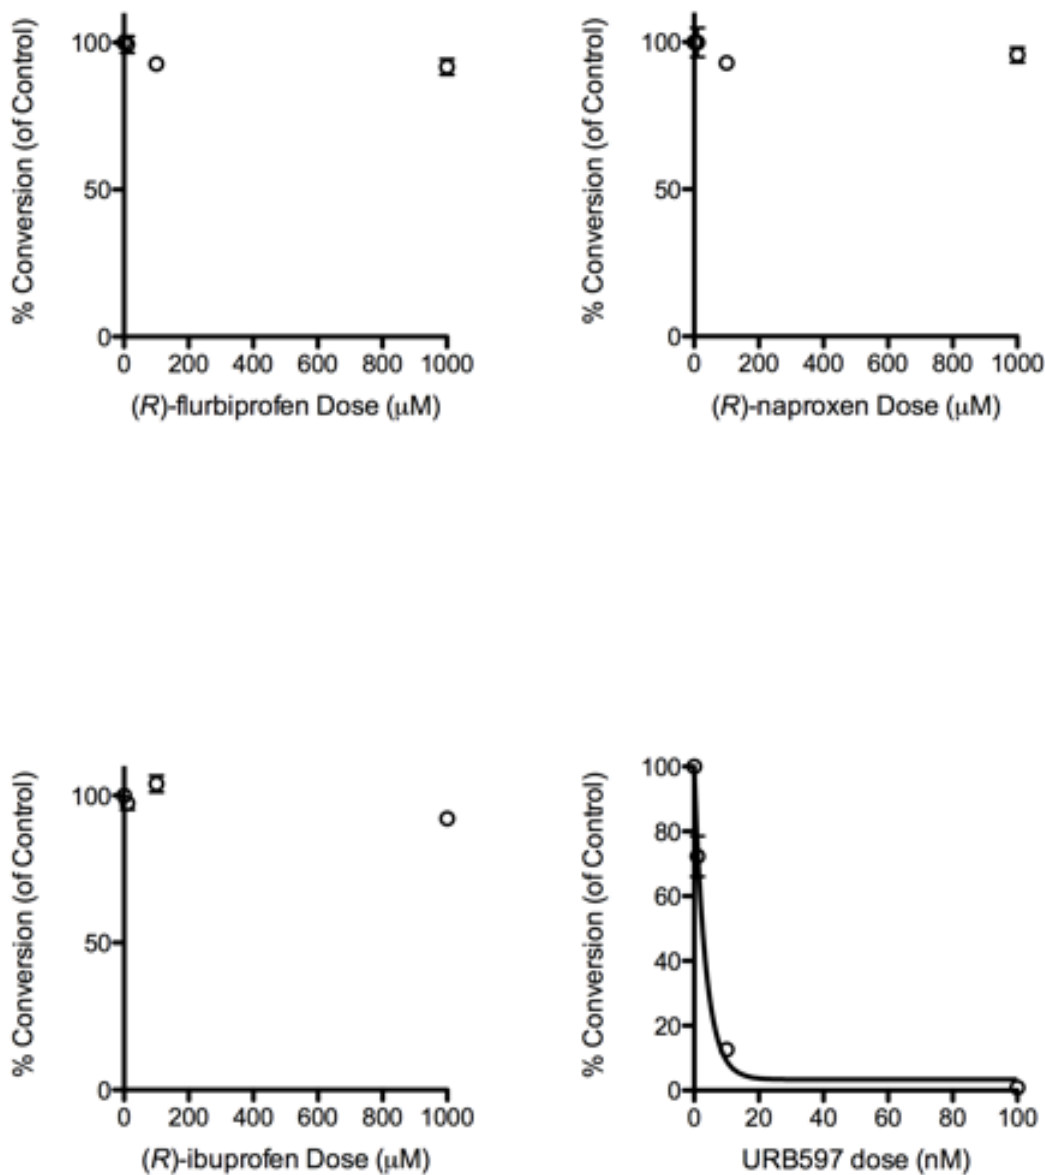 % Conversion (of Control)
100
50
0
0 200 400 600 800 1000
(R)-flurbiprofen Dose (μM)
% Conversion (of Control)
100
50
0
0 200 400 600 800 1000
(R)-naproxen Dose (μM)
% Conversion (of Control)
100
50
0
0 200 400 600 800 1000
(R)-ibuprofen Dose (μM)
% Conversion (of Control)
100
80
60
40
20
0
0 20 40 60 80 100
URB597 dose (nM)